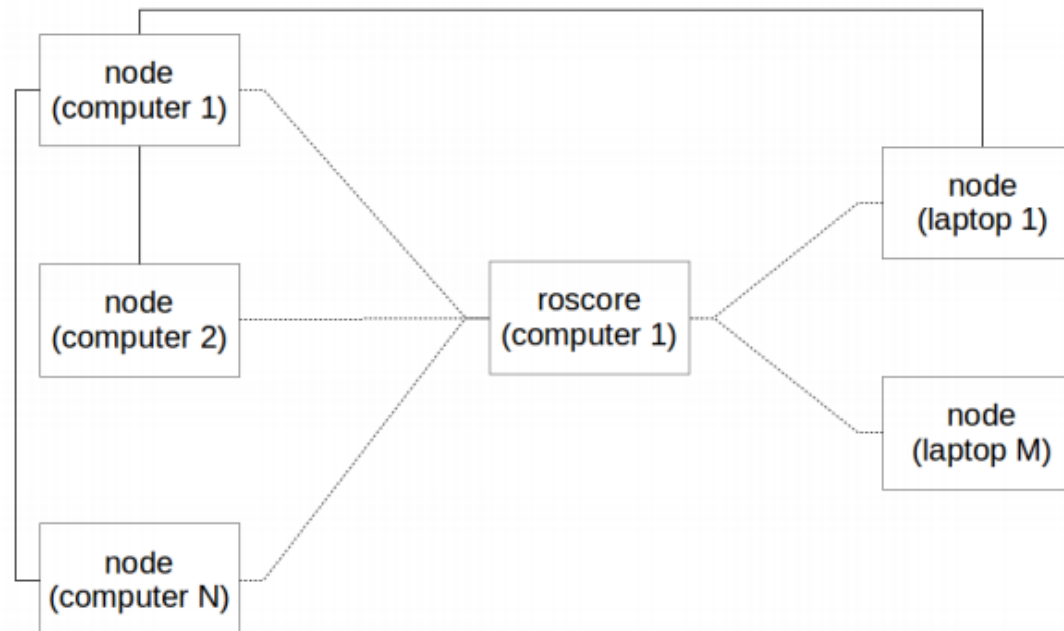 node
(computer 1)
node
(laptop 1)
node
(computer 2)
roscore
(computer 1)
node
(laptop M)
node
(computer N)